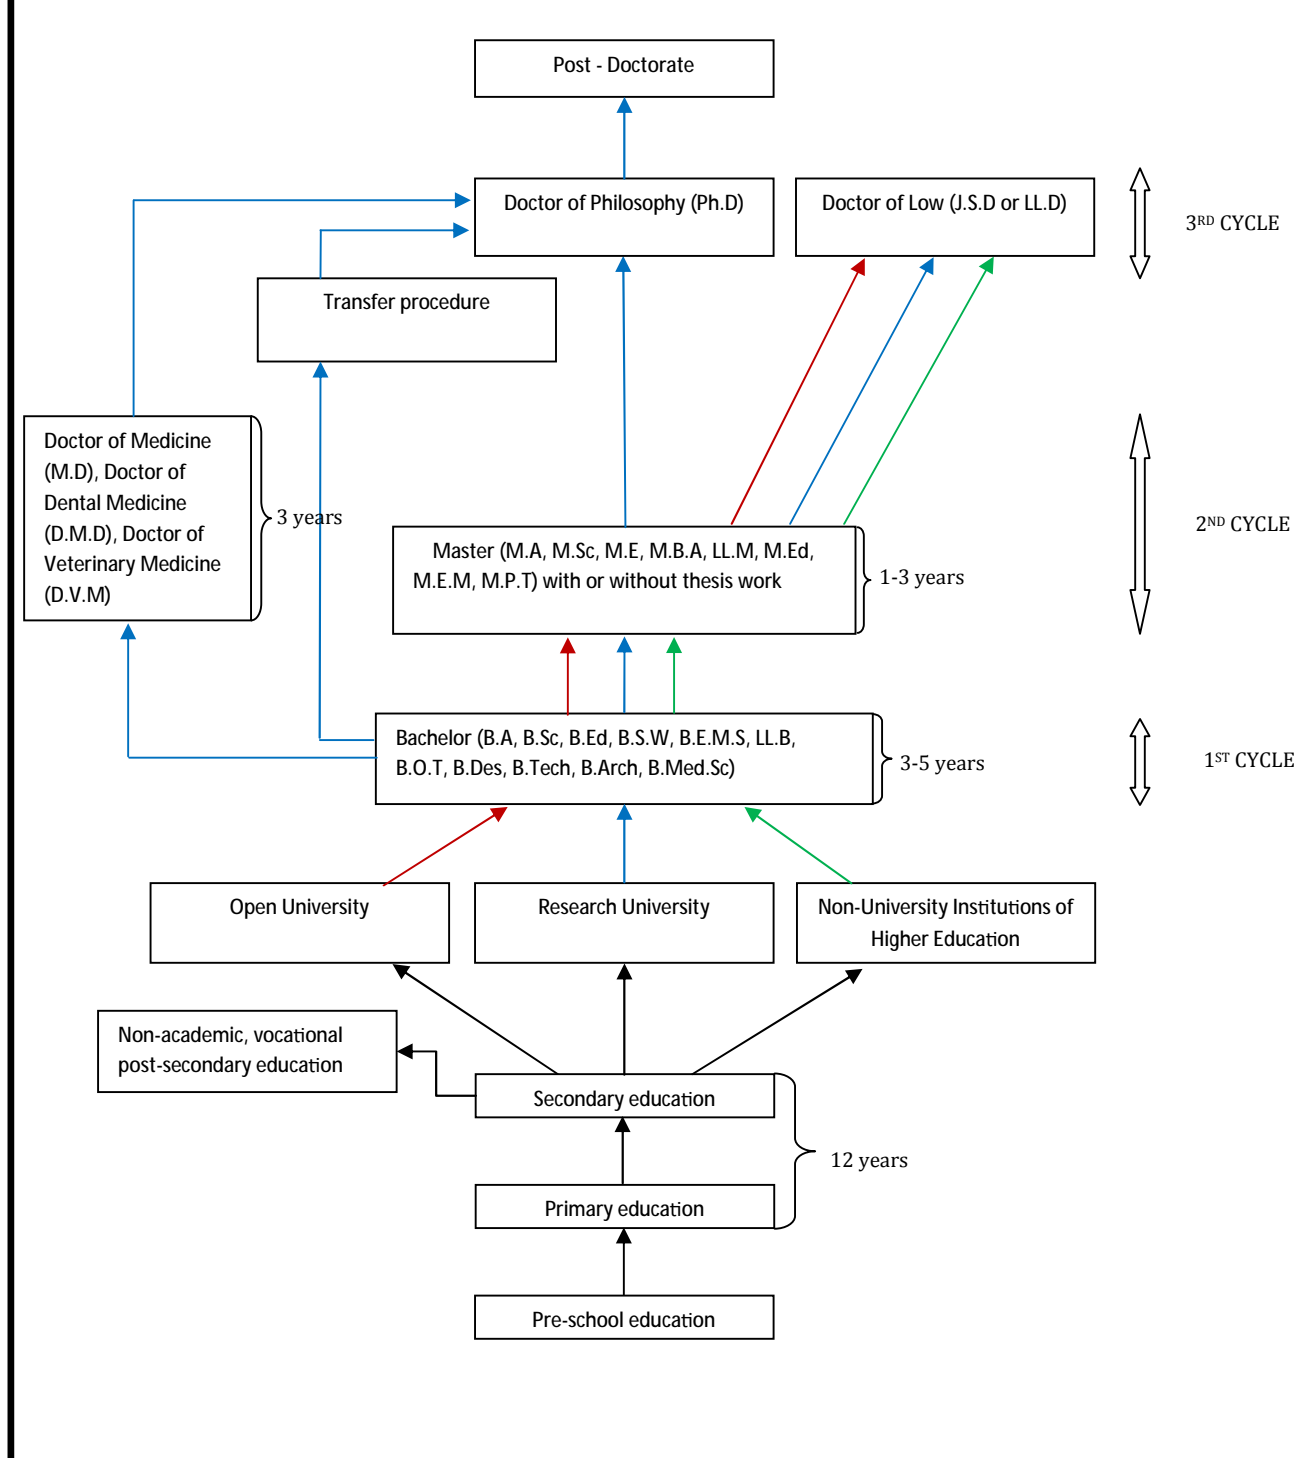 Post - Doctorate
Doctor of Philosophy (Ph.D)
Doctor of Low (J.S.D or LL.D)
3RD CYCLE
Transfer procedure
Doctor of Medicine
(M.D), Doctor of
Dental Medicine
(D.M.D), Doctor of
Veterinary Medicine
(D.V.M)
3 years
2ND CYCLE
Master (M.A, M.Sc, M.E, M.B.A, LL.M, M.Ed,
M.E.M, M.P.T) with or without thesis work
1-3 years
Bachelor (B.A, B.Sc, B.Ed, B.S.W, B.E.M.S, LL.B,
B.O.T, B.Des, B.Tech, B.Arch, B.Med.Sc)
3-5 years
1ST CYCLE
Open University
Research University
Non-University Institutions of
Higher Education
Non-academic, vocational
post-secondary education
Secondary education
12 years
Primary education
Pre-school education